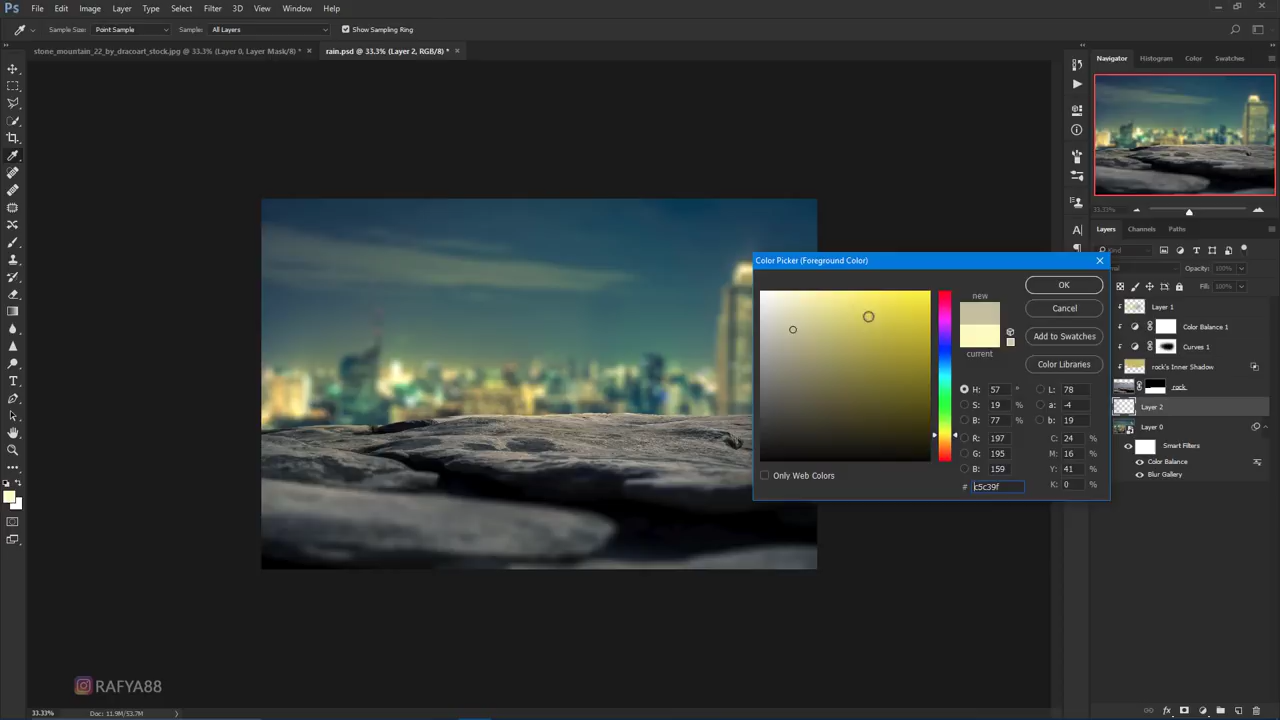 Ps File Edit Image Layer Type Select Filter 3D View Window Help
Sample Size: Point Sample Sample: All Layers Show Sampling Ring
stone_mountain_22_by_dracoart_stock.jpg @ 33.3% (Layer 0, Layer Mask/8) * × rain.psd @ 33.3% (Layer 2, RGB/8) * ×
Navigator Histogram Color Swatches
33.33%
Layers Channels Paths
Kind
Opacity: 100%
Fill: 100%
Layer 1
Color Balance 1
Curves 1
rock's Inner Shadow
rock
Layer 2
Layer 0
Smart Filters
Color Balance
Blur Gallery
Color Picker (Foreground Color)
new
current
OK
Cancel
Add to Swatches
Color Libraries
H: 57 ° L: 78
S: 19 % a: -4
B: 77 % b: 19
R: 197 C: 24 %
G: 195 M: 16 %
B: 159 Y: 41 %
# c5c39f K: 0 %
Only Web Colors
RAFYA88
33.33% Doc: 11.9M/53.7M